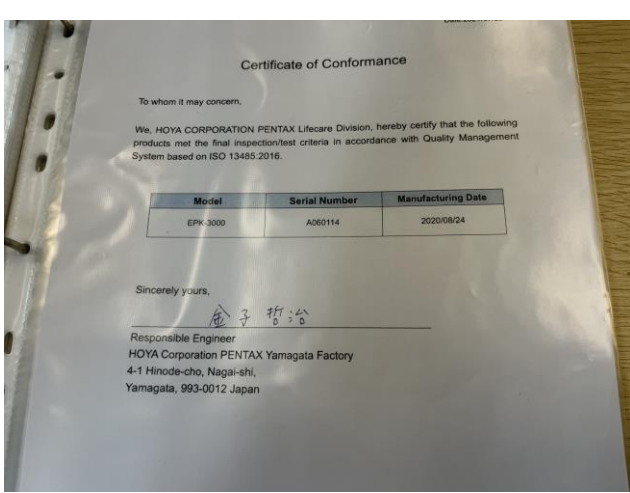 Certificate of Conformance
To whom it may concern,
We, HOYA CORPORATION PENTAX Lifecare Division, hereby certify that the following
products met the final inspection/test criteria in accordance with Quality Management
System based on ISO 13485:2016.
Model Serial Number Manufacturing Date
EPK-3000 A060114 2020/08/24
Sincerely yours,
金子 哲治
Responsible Engineer
HOYA Corporation PENTAX Yamagata Factory
4-1 Hinode-cho, Nagai-shi,
Yamagata, 993-0012 Japan